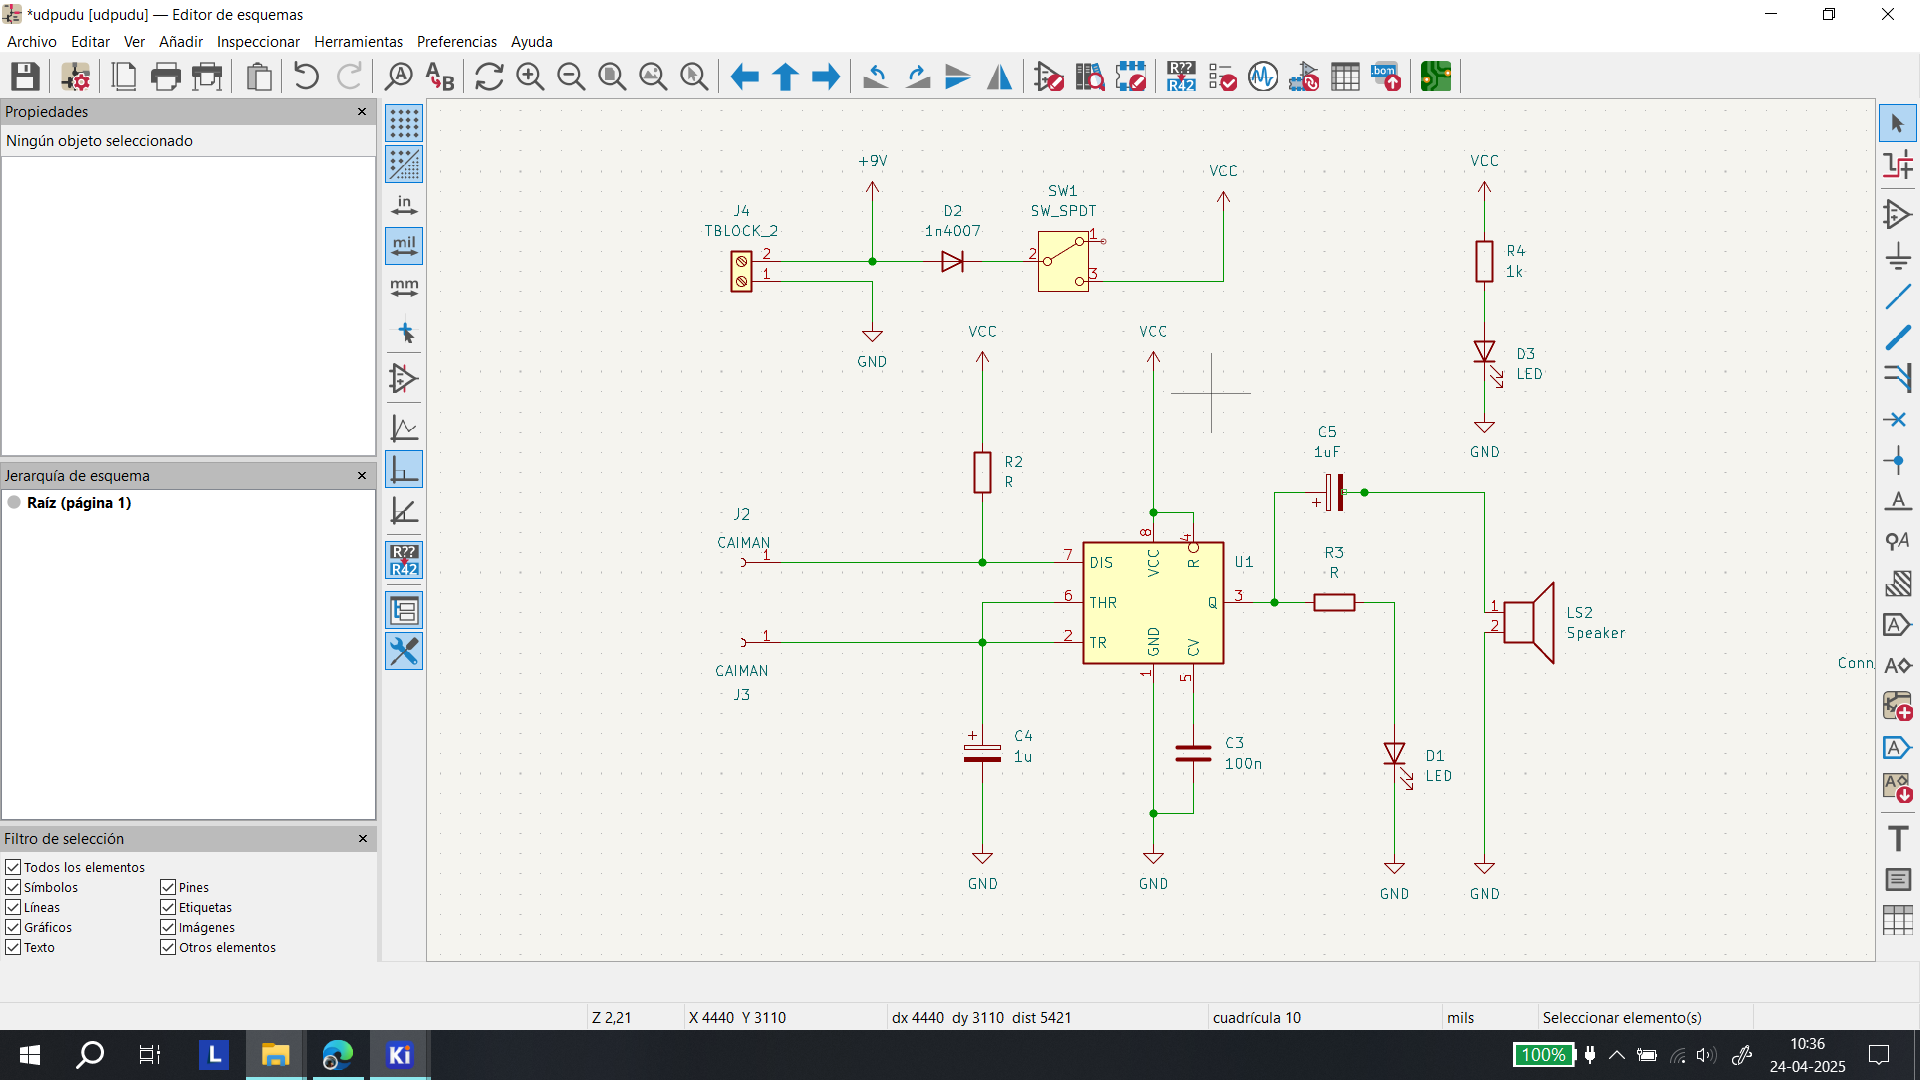 *udpudu [udpudu] — Editor de esquemas
Archivo Editar Ver Añadir Inspeccionar Herramientas Preferencias Ayuda
A
B
R??
R42
.bom
Propiedades
Ningún objeto seleccionado
Jerarquía de esquema
Raíz (página 1)
Filtro de selección
Todos los elementos
Símbolos
Pines
Líneas
Etiquetas
Gráficos
Imágenes
Texto
Otros elementos
in
mil
mm
R??
R42
+9V
J4
TBLOCK_2
2
1
GND
D2
1n4007
SW1
SW_SPDT
2
1
3
VCC
VCC
R4
1k
D3
LED
GND
VCC
R2
R
VCC
C5
1uF
+
J2
CAIMAN
1
1
CAIMAN
J3
8
4
7
DIS
VCC
R
U1
6
THR
Q
3
2
TR
GND
CV
1
5
R3
R
1
2
LS2
Speaker
Conn
+
C4
1u
GND
C3
100n
GND
D1
LED
GND
GND
A
A
A
A
A
A
T
Z 2,21
X 4440 Y 3110
dx 4440 dy 3110 dist 5421
cuadrícula 10
mils
Seleccionar elemento(s)
L
Ki
100%
10:36
24-04-2025